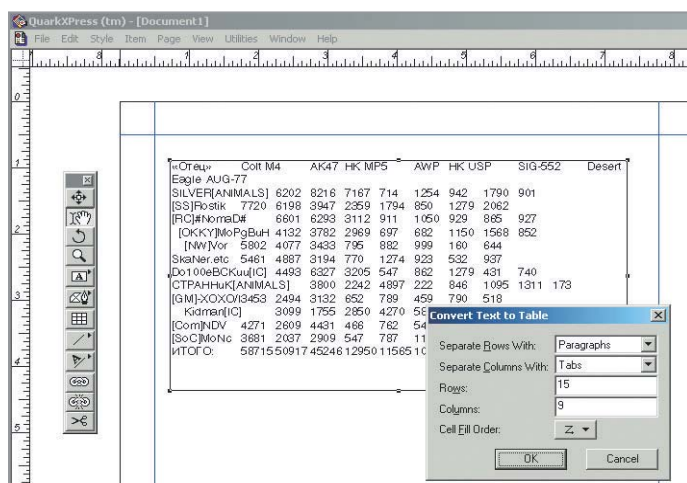 QuarkXPress (tm) - [Document1]
File Edit Style Item Page View Utilities Window Help
«Отец» Colt M4 AK47 HK MP5 AWP HK USP SIG-552 Desert
Eagle AUG-77
SILVER[ANIMALS] 6202 8216 7167 714 1254 942 1790 901
[SS]Rostik 7720 6198 3947 2359 1794 850 1279 2062
[RC]#NomaD# 6601 6293 3112 911 1050 929 865 927
[OKKY]MoPgBuH 4132 3782 2969 697 682 1150 1568 852
[NW]Vor 5802 4077 3433 795 882 999 160 644
SkaNer.etc 5461 4887 3194 770 1274 923 532 937
Do100eBCKuu[IC] 4493 6327 3205 547 862 1279 431 740
CTPAHHuK[ANIMALS] 3800 2242 4897 222 846 1095 1311 173
3453 2494 3132 652 789 459 790 518
Kidman[IC] 3099 1755 2850 4270 58
[Com]NDV 4271 2609 4431 466 762 54
[SoC]MoNc 3681 2037 2909 547 787 11
ИТОГО: 58715 50917 45246 12950 11565
Convert Text to Table
Separate Rows With: Paragraphs
Separate Columns With: Tabs
Rows: 15
Columns: 9
Cell Fill Order: Z
OK Cancel